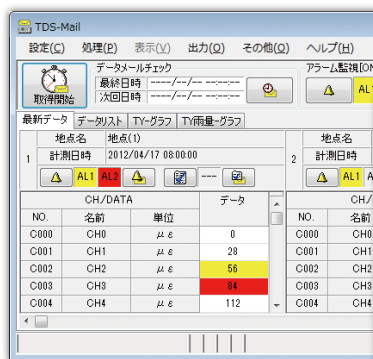 TDS-Mail
設定(C) 処理(P) 表示(V) 出力(O) その他(O) ヘルプ(H)
取得開始
データメールチェック
最終日時 ----/--/-- --:--:--
次回日時 ----/--/-- --:--:--
アラーム監視[ON
AL
最新データ データリスト TY-グラフ TY雨量-グラフ
1 地点名 地点(1)
計測日時 2012/04/17 08:00:00
AL1 AL2 ---
CH/DATA データ
NO. 名前 単位
C000 CH0 με 0
C001 CH1 με 28
C002 CH2 με 56
C003 CH3 με 84
C004 CH4 με 112
2 地点名
計測日時
AL1 A
CH/
NO. 名前
C000 CH0
C001 CH1
C002 CH2
C003 CH3
C004 CH4